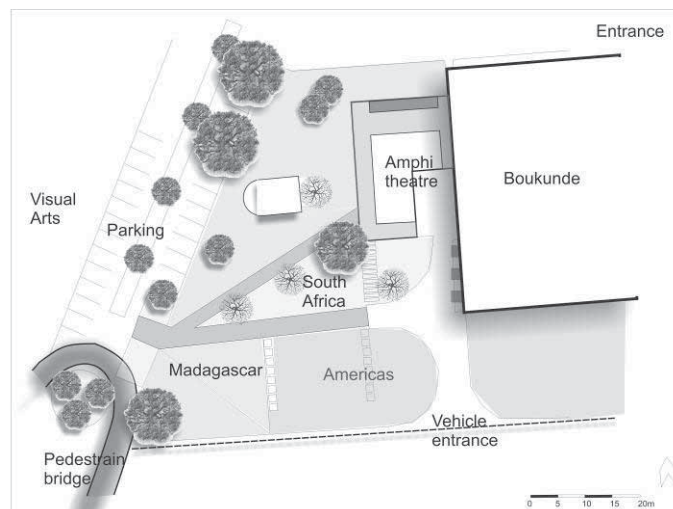 Entrance
Amphi
theatre
Boukunde
Visual
Arts
Parking
South
Africa
Madagascar
Americas
Vehicle
entrance
Pedestrain
bridge
0 5 10 15 20m